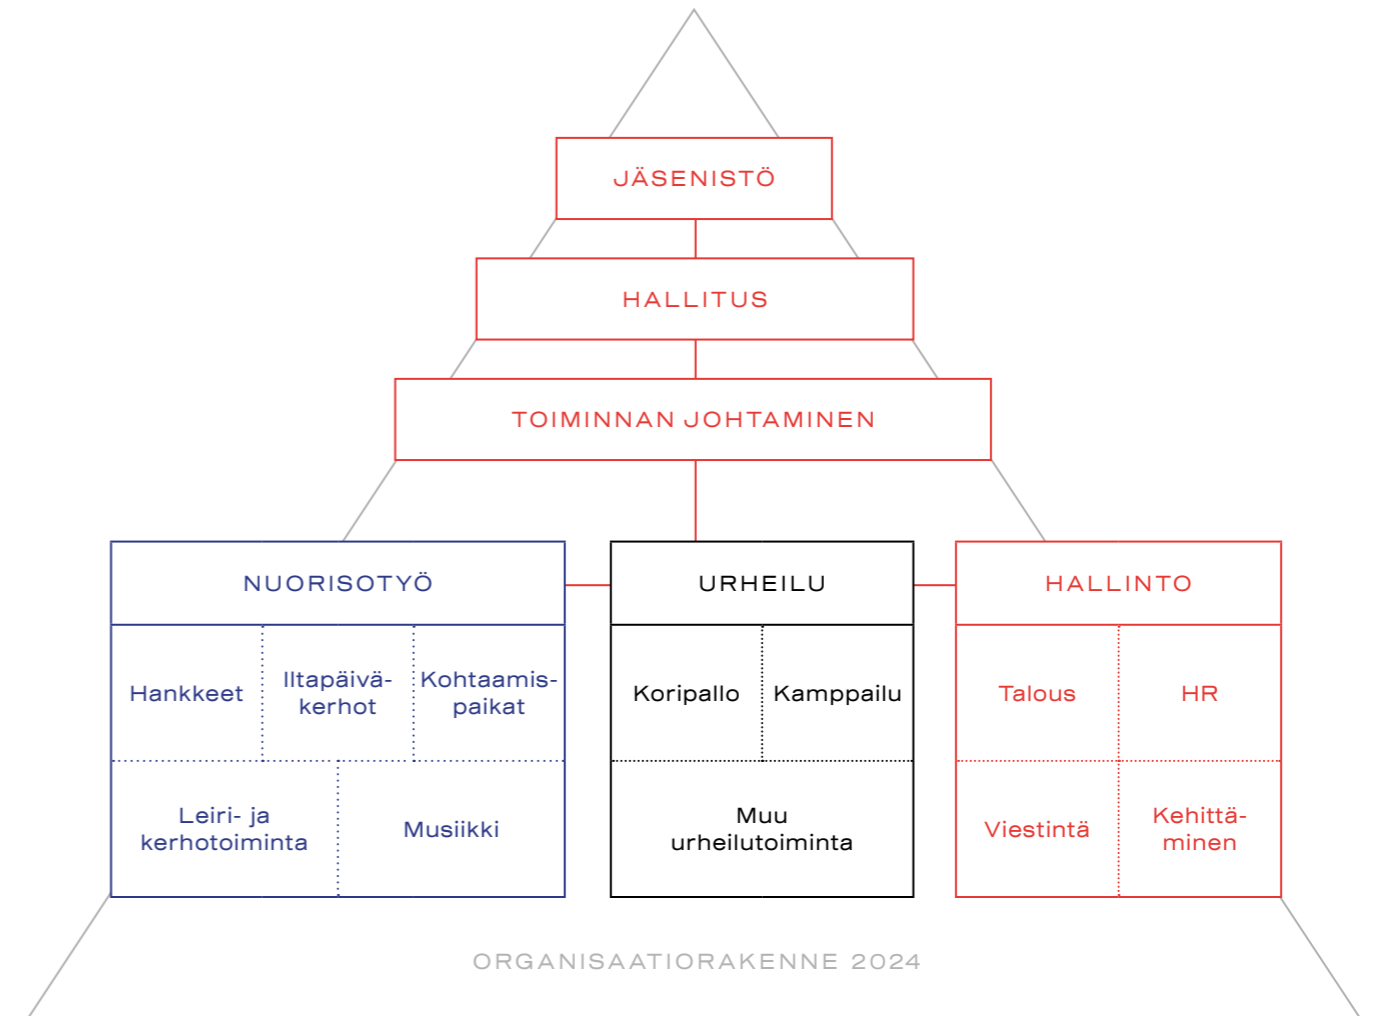 JÄSENISTÖ
HALLITUS
TOIMINNAN JOHTAMINEN
NUORISOTYÖ
Hankkeet
Iltapäivä-
kerhot
Kohtaamis-
paikat
Leiri- ja
kerhotoiminta
Musiikki
URHEILU
Koripallo
Kamppailu
Muu
urheilutoiminta
HALLINTO
Talous
HR
Viestintä
Kehittä-
minen
ORGANISAATIORAKENNE 2024